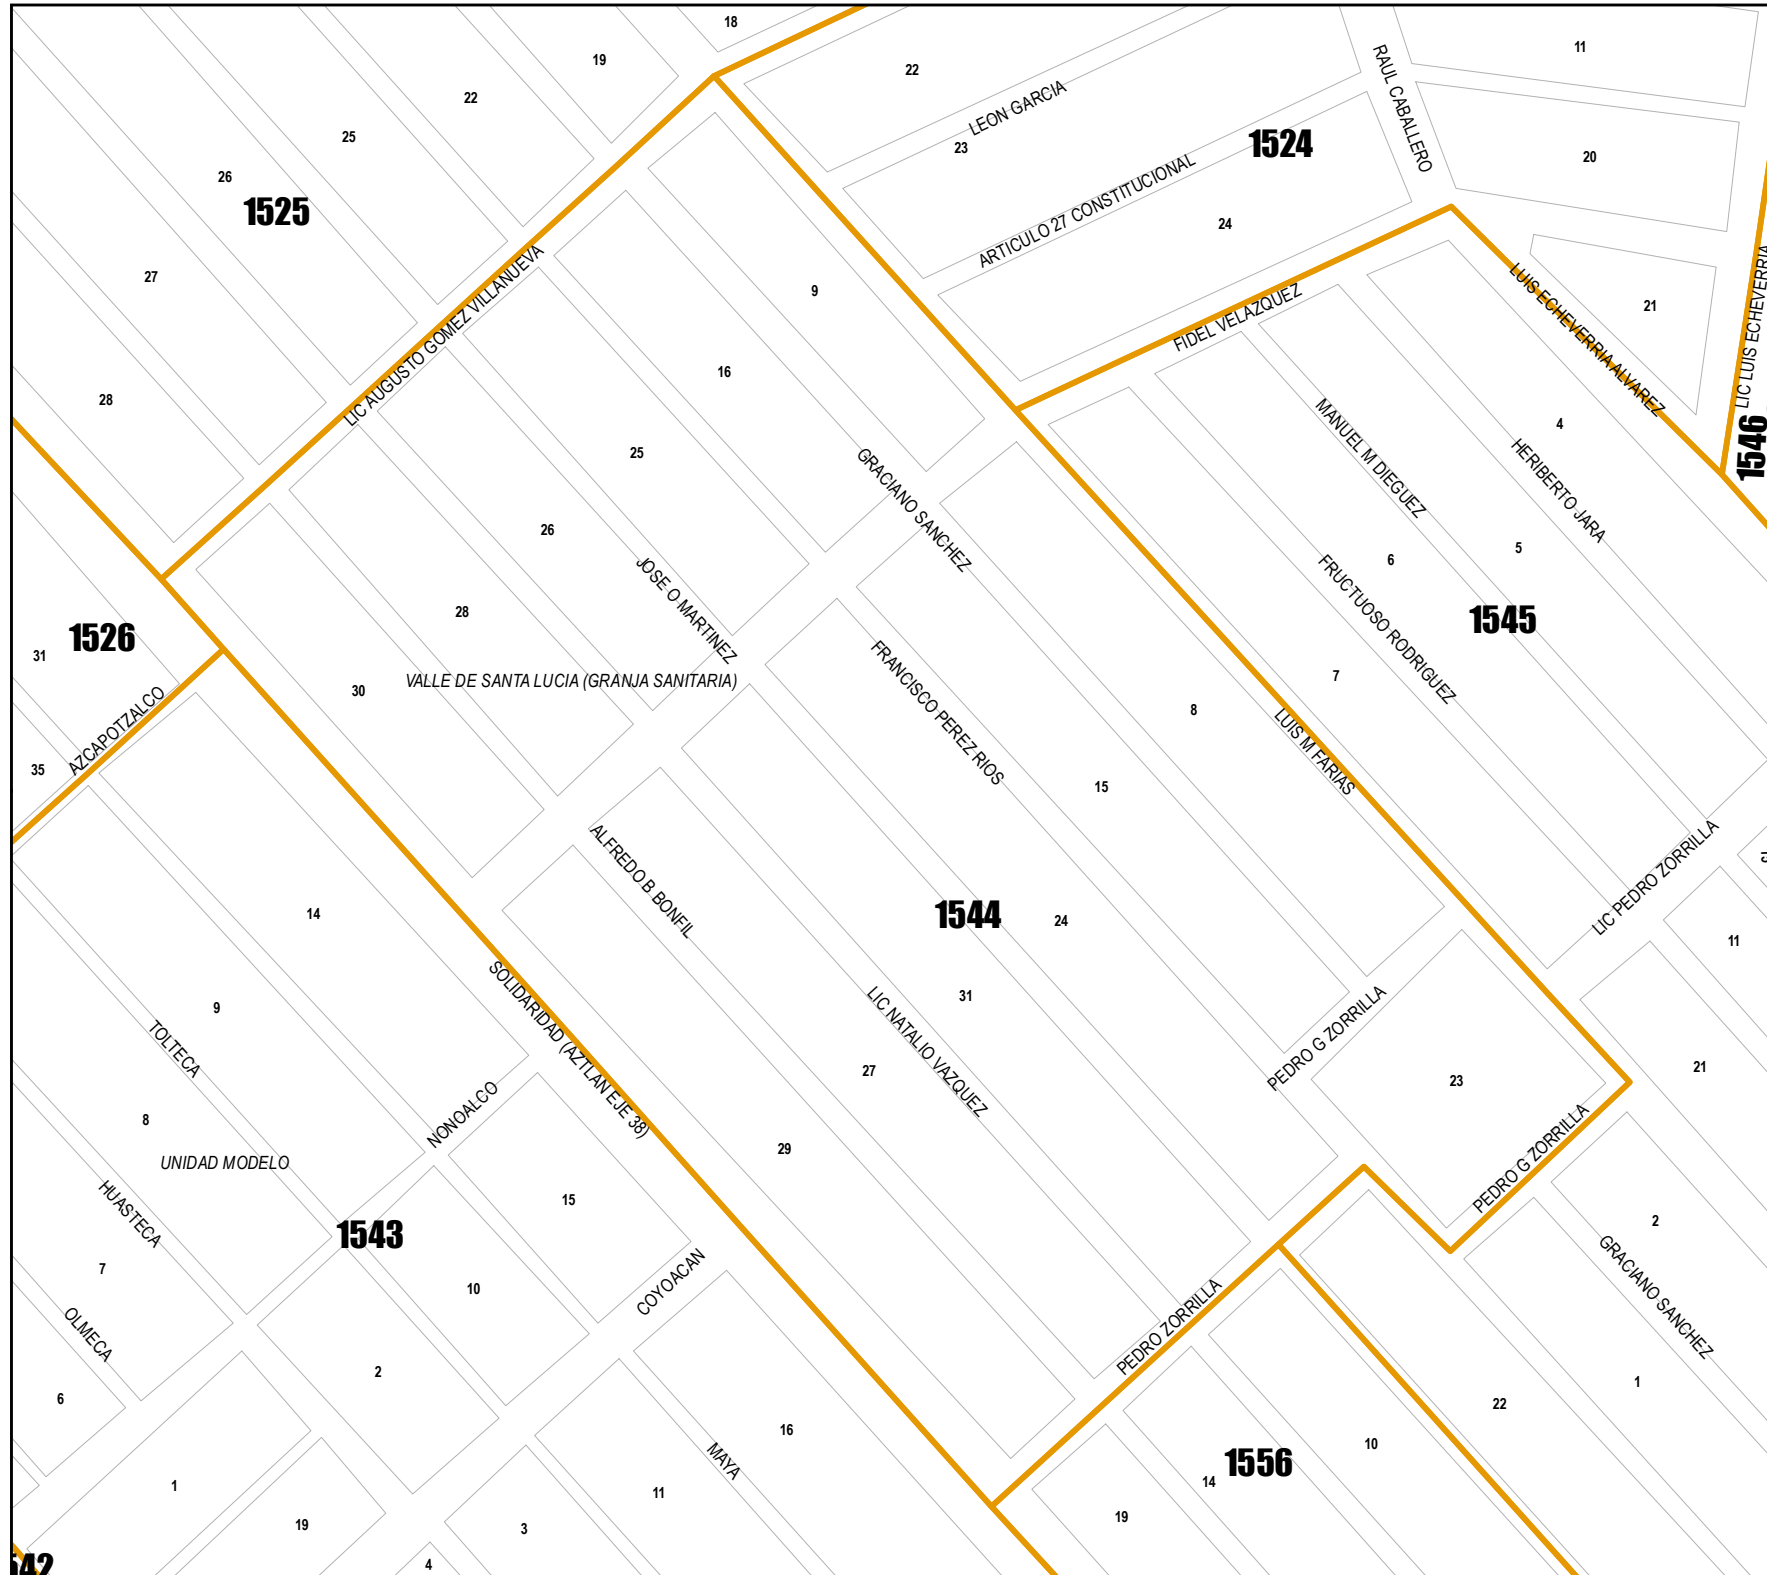 18
19
22
11
22
25
LEON GARCIA
RAUL CABALLERO
1524
23
20
26
1525
ARTICULO 27 CONSTITUCIONAL
24
27
LIC AUGUSTO GOMEZ VILLANUEVA
9
FIDEL VELAZQUEZ
LUIS ECHEVERRIA ALVAREZ
21
LIC LUIS ECHEVERRIA
28
16
4
1546
MANUEL M DIEGUEZ
HERIBERTO JARA
25
GRACIANO SANCHEZ
26
5
6
JOSE O MARTINEZ
28
FRUCTUOSO RODRIGUEZ
1545
1526
31
30
VALLE DE SANTA LUCIA (GRANJA SANITARIA)
FRANCISCO PEREZ RIOS
7
8
AZCAPOTZALCO
LUIS M FARIAS
35
15
ALFREDO B BONFIL
LIC PEDRO ZORRILLA
14
1544
24
11
9
SOLIDARIDAD (AZTLAN EJE 38)
31
LIC NATALIO VAZQUEZ
PEDRO G ZORRILLA
TOLTECA
27
23
21
8
NONOALCO
29
PEDRO G ZORRILLA
UNIDAD MODELO
HUASTECA
15
2
1543
7
10
COYOACAN
GRACIANO SANCHEZ
OLMECA
PEDRO ZORRILLA
6
2
1
22
16
10
MAYA
1556
14
1
11
19
19
3
4